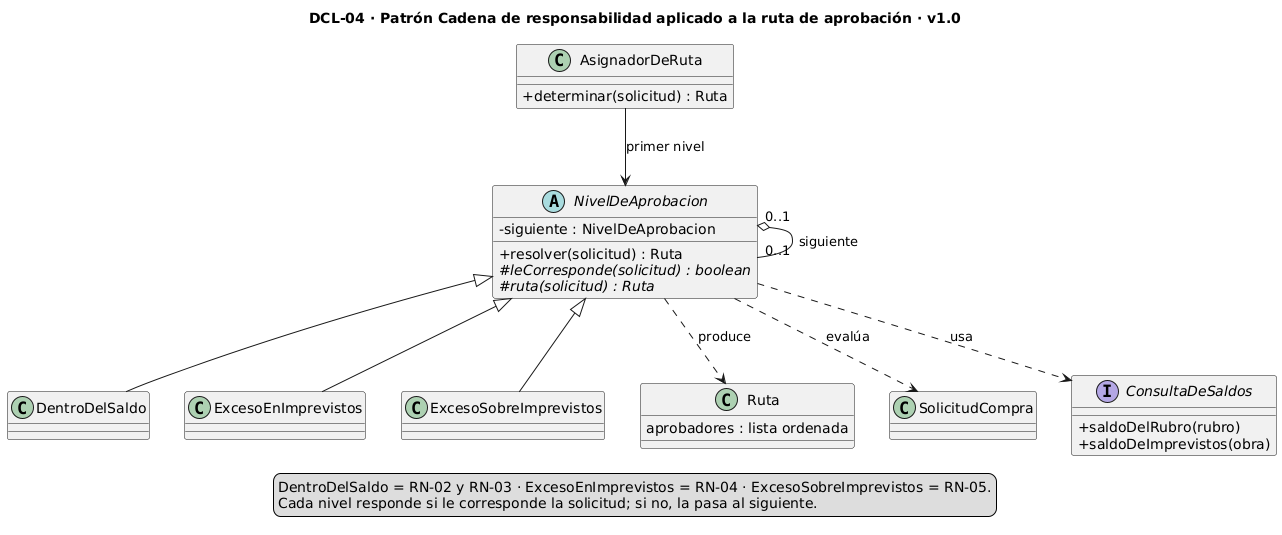 DCL-04 · Patrón Cadena de responsabilidad aplicado a la ruta de aprobación · v1.0
C AsignadorDeRuta
+determinar(solicitud) : Ruta
primer nivel
A NivelDeAprobacion
-siguiente : NivelDeAprobacion
+resolver(solicitud) : Ruta
#leCorresponde(solicitud) : boolean
#ruta(solicitud) : Ruta
0..1
siguiente
0..1
produce
evalúa
usa
C DentroDelSaldo
C ExcesoEnImprevistos
C ExcesoSobreImprevistos
C Ruta
aprobadores : lista ordenada
C SolicitudCompra
I ConsultaDeSaldos
+saldoDelRubro(rubro)
+saldoDeImprevistos(obra)
DentroDelSaldo = RN-02 y RN-03 · ExcesoEnImprevistos = RN-04 · ExcesoSobreImprevistos = RN-05.
Cada nivel responde si le corresponde la solicitud; si no, la pasa al siguiente.